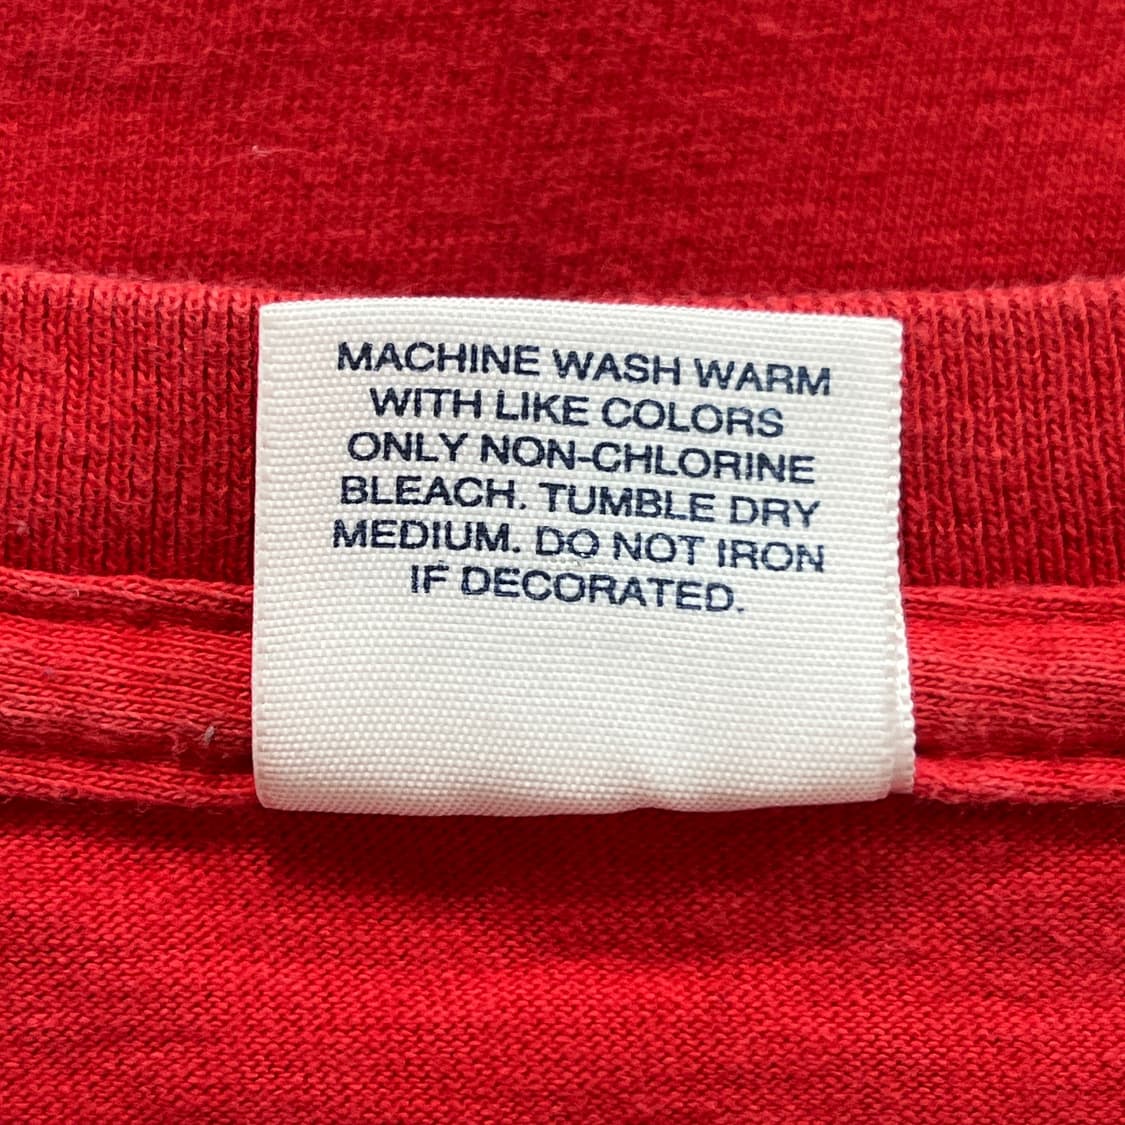 MACHINE WASH WARM
WITH LIKE COLORS
ONLY NON-CHLORINE
BLEACH. TUMBLE DRY
MEDIUM. DO NOT IRON
IF DECORATED.